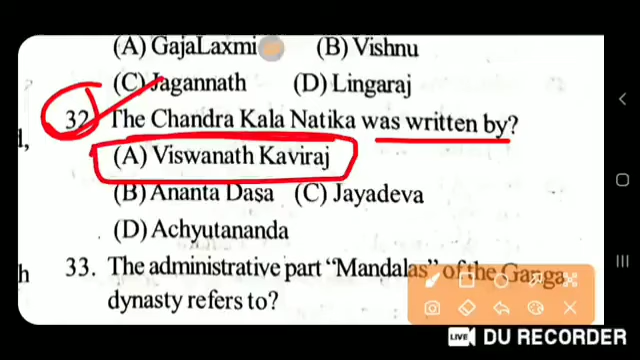 (A) GajaLaxmi (B) Vishnu
(C) Jagannath (D) Lingaraj
32. The Chandra Kala Natika was written by?
(A) Viswanath Kaviraj
(B) Ananta Dasa (C) Jayadeva
(D) Achyutananda
33. The administrative part “Mandalas” of the Ganga
dynasty refers to?
LIVE DU RECORDER